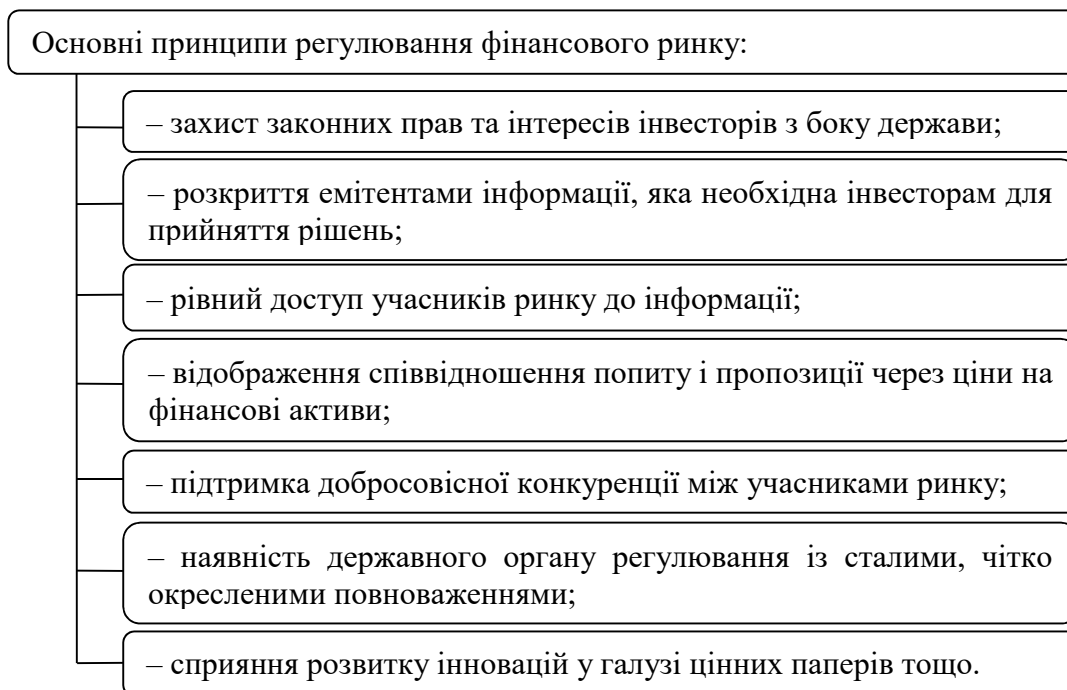 Основні принципи регулювання фінансового ринку:
– захист законних прав та інтересів інвесторів з боку держави;
– розкриття емітентами інформації, яка необхідна інвесторам для
прийняття рішень;
– рівний доступ учасників ринку до інформації;
– відображення співвідношення попиту і пропозиції через ціни на
фінансові активи;
– підтримка добросовісної конкуренції між учасниками ринку;
– наявність державного органу регулювання із сталими, чітко
окресленими повноваженнями;
– сприяння розвитку інновацій у галузі цінних паперів тощо.